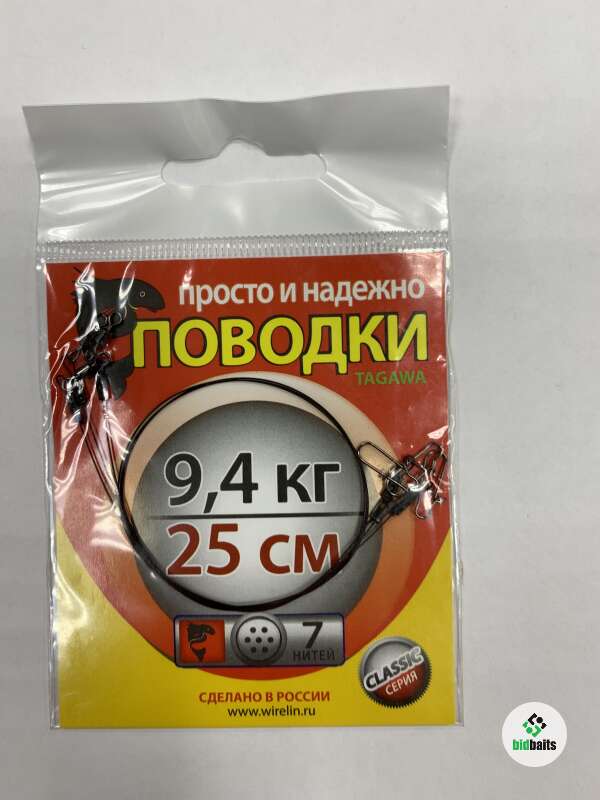 просто и надежно
ПОВОДКИ
TAGAWA
9,4 кг
25 см
7
НИТЕЙ
CLASSIC
СЕРИЯ
СДЕЛАНО В РОССИИ
www.wirelin.ru
bidbaits